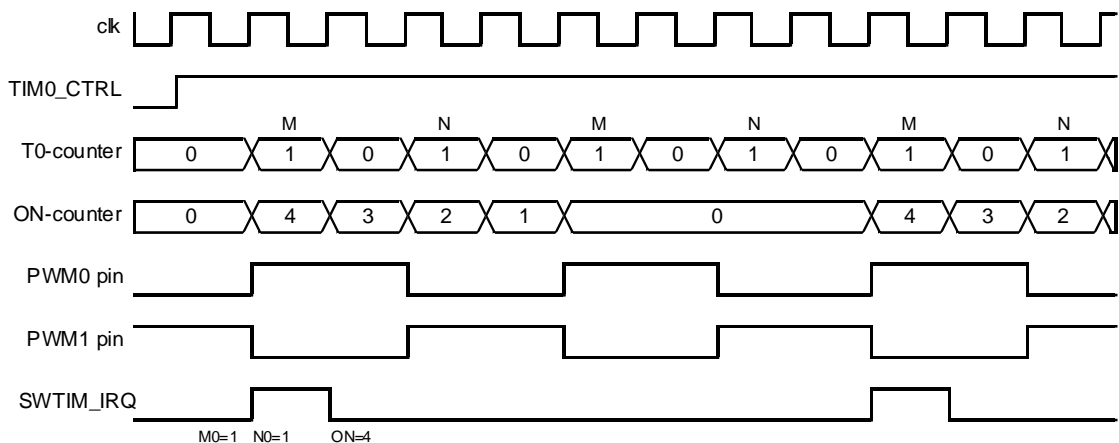 clk
TIM0_CTRL
M N M N M N
T0-counter 0 1 0 1 0 1 0 1 0 1 0 1
ON-counter 0 4 3 2 1 0 4 3 2
PWM0 pin
PWM1 pin
SWTIM_IRQ
M0=1 N0=1 ON=4